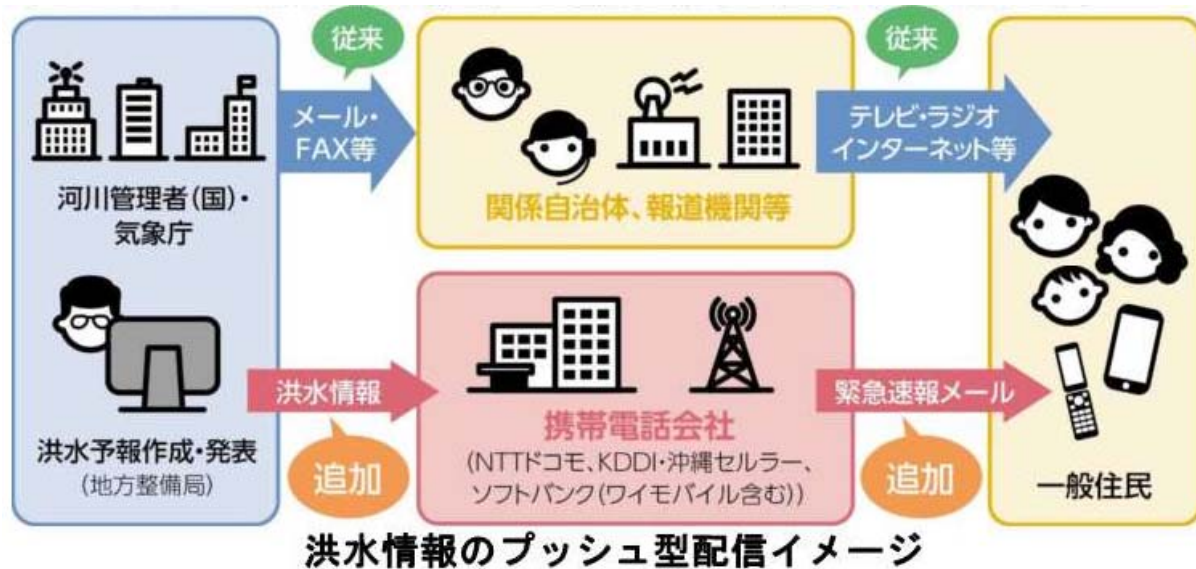 従来
従来
メール・
FAX等
テレビ・ラジオ
インターネット等
河川管理者(国)・
気象庁
関係自治体、報道機関等
洪水予報作成・発表
(地方整備局)
洪水情報
追加
携帯電話会社
(NTTドコモ、KDDI・沖縄セルラー、
ソフトバンク(ワイモバイル含む))
緊急速報メール
追加
一般住民
洪水情報のプッシュ型配信イメージ